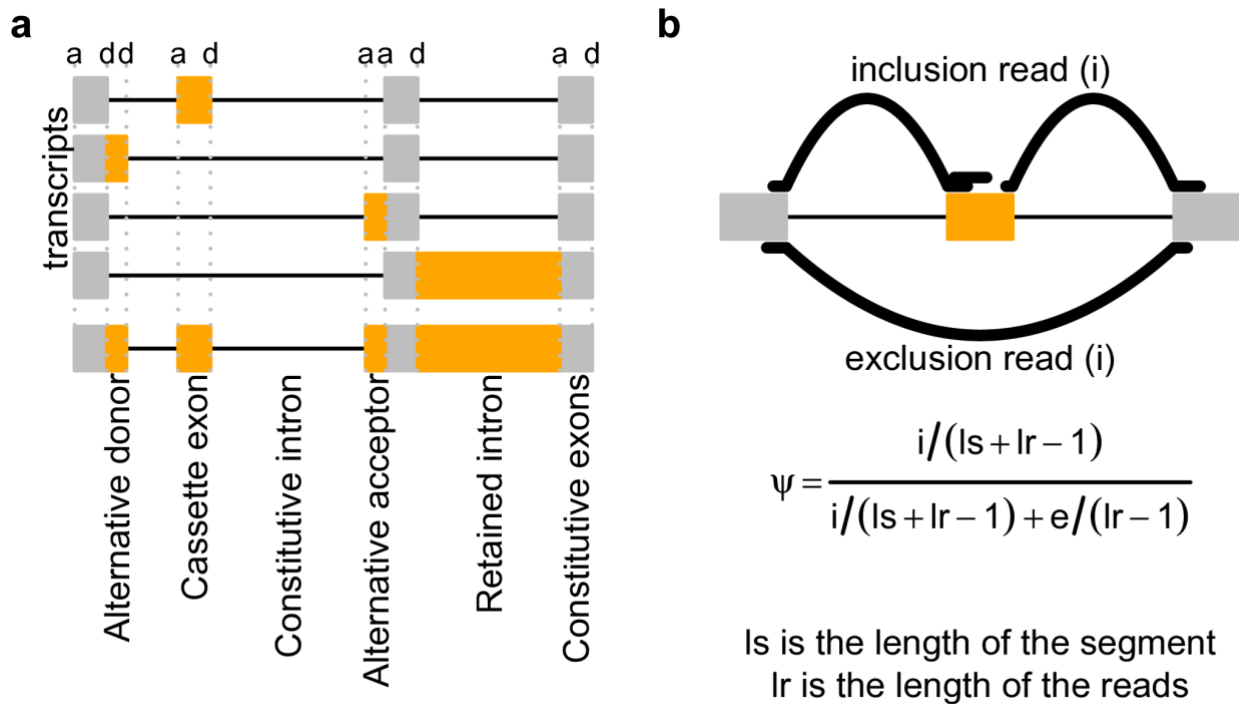 a
a d d a d a a d a d
transcripts
Alternative donor
Cassette exon
Constitutive intron
Alternative acceptor
Retained intron
Constitutive exons
b
inclusion read (i)
exclusion read (i)
ψ = i/(ls + lr − 1)
i/(ls + lr − 1) + e/(lr − 1)
ls is the length of the segment
lr is the length of the reads